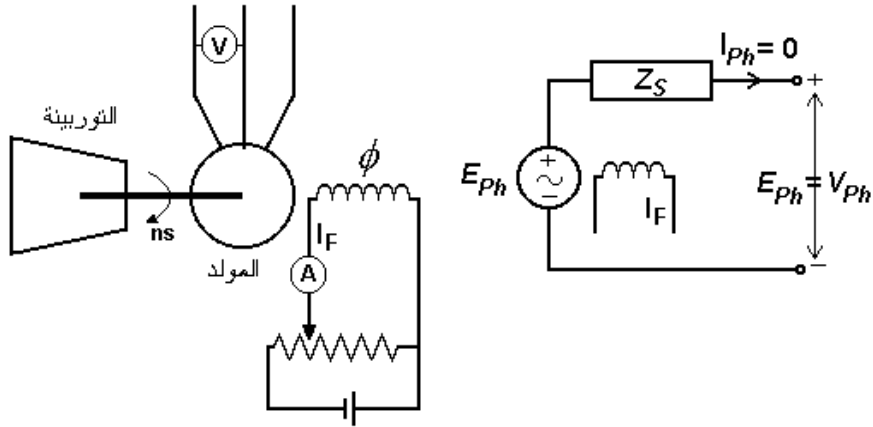 V
التوربينة
ns
المولد
ϕ
I_F
A
I_Ph = 0
Z_S
+
E_Ph
+
−
I_F
E_Ph = V_Ph
−